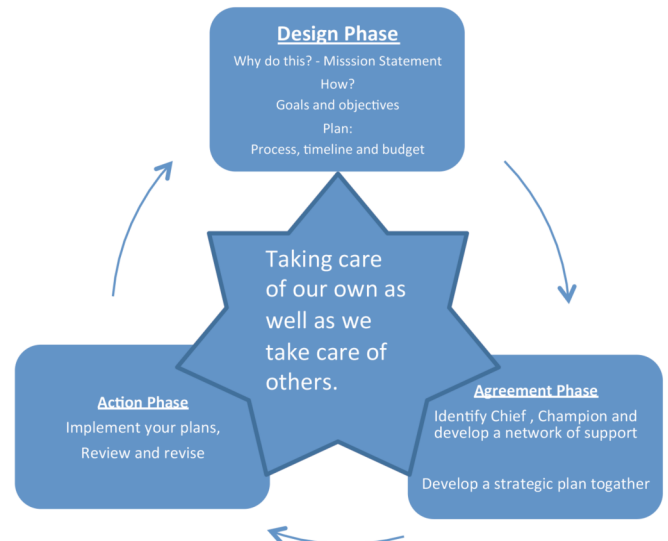 Design Phase
Why do this? - Misssion Statement
How?
Goals and objectives
Plan:
Process, timeline and budget
Taking care
of our own as
well as we
take care of
others.
Action Phase
Implement your plans,
Review and revise
Agreement Phase
Identify Chief , Champion and
develop a network of support
Develop a strategic plan togather